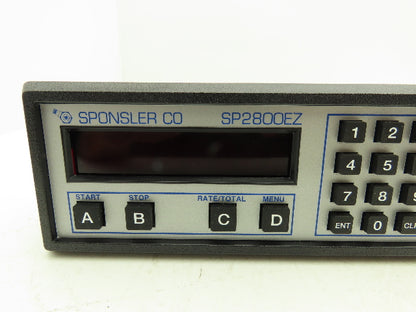 SPONSLER CO SP2800EZ
START STOP RATE/TOTAL MENU
A B C D
1 2
4 5
7 8
ENT 0